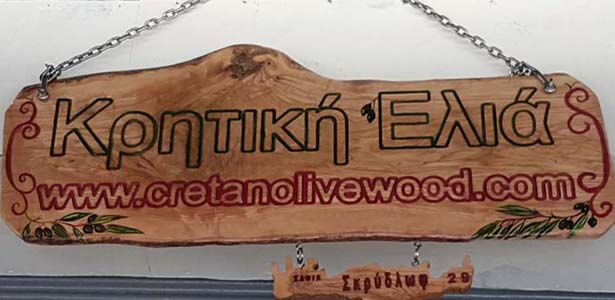 Κρητική Ελιά
www.cretanolivewood.com
ΧΑΝΙΑ Σκρύδλωφ 29